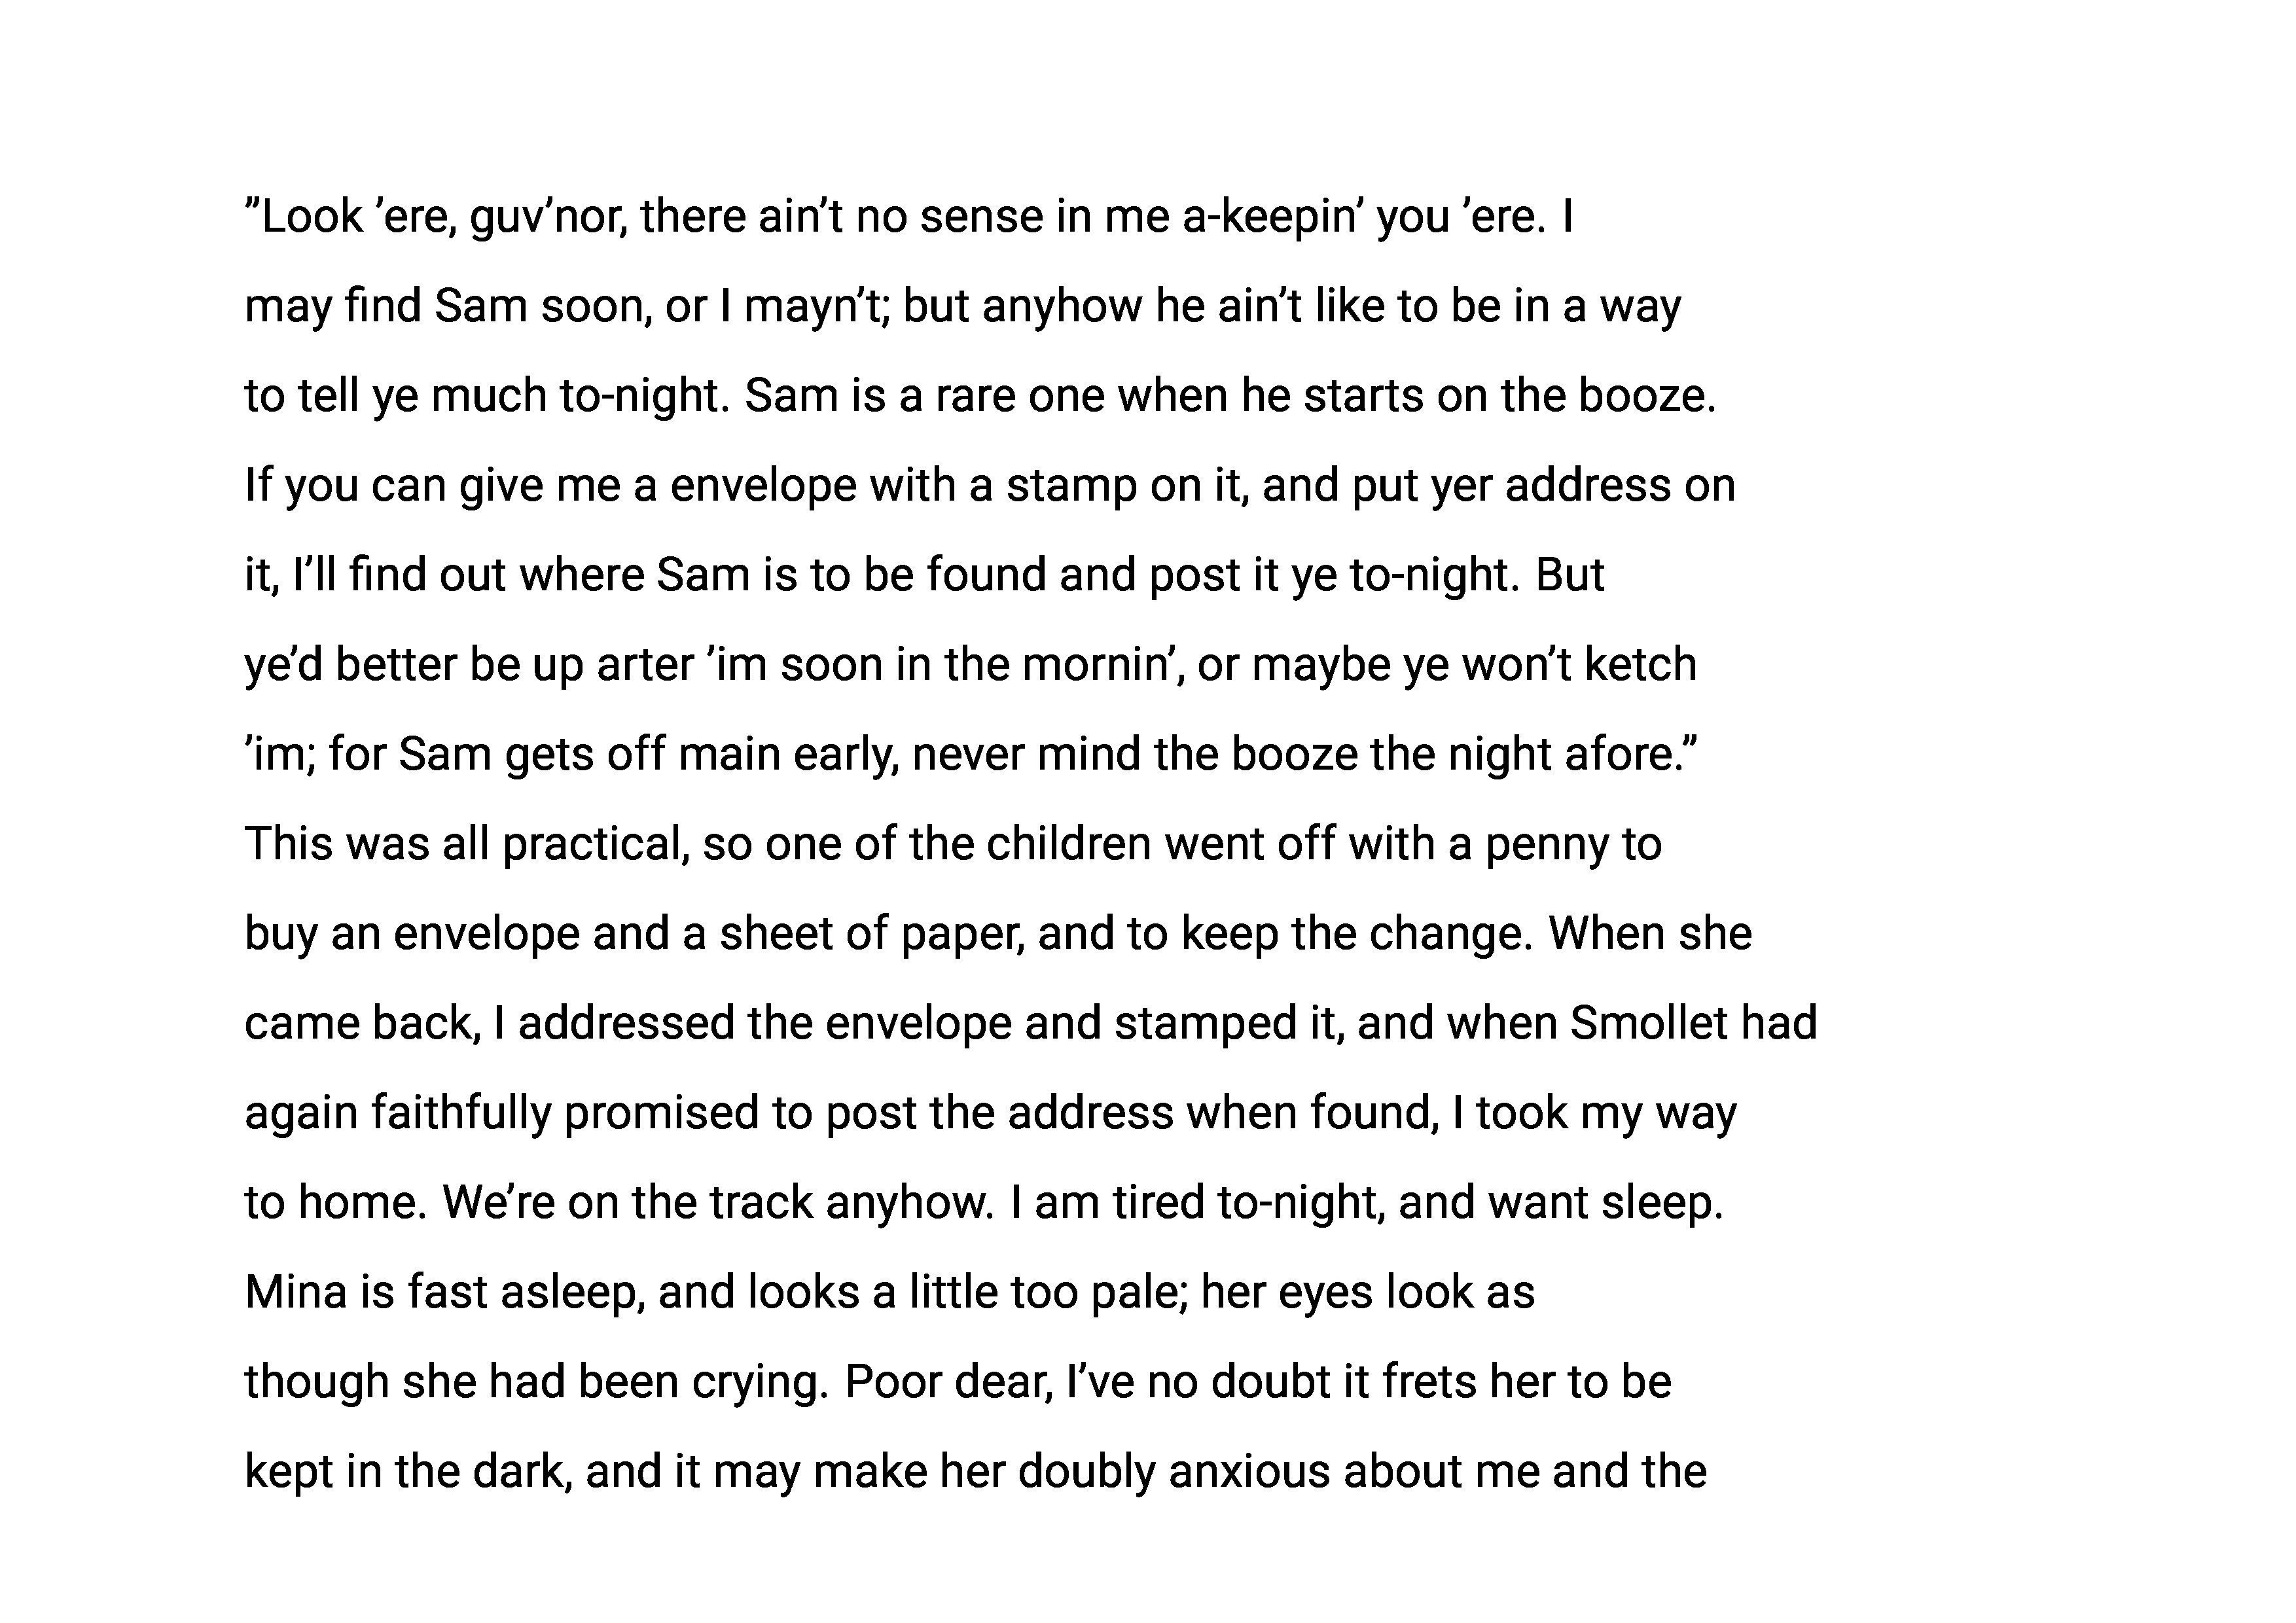 ”Look ’ere, guv’nor, there ain’t no sense in me a-keepin’ you ’ere. I
may find Sam soon, or I mayn’t; but anyhow he ain’t like to be in a way
to tell ye much to-night. Sam is a rare one when he starts on the booze.
If you can give me a envelope with a stamp on it, and put yer address on
it, I’ll find out where Sam is to be found and post it ye to-night. But
ye’d better be up arter ’im soon in the mornin’, or maybe ye won’t ketch
’im; for Sam gets off main early, never mind the booze the night afore.”
This was all practical, so one of the children went off with a penny to
buy an envelope and a sheet of paper, and to keep the change. When she
came back, I addressed the envelope and stamped it, and when Smollet had
again faithfully promised to post the address when found, I took my way
to home. We’re on the track anyhow. I am tired to-night, and want sleep.
Mina is fast asleep, and looks a little too pale; her eyes look as
though she had been crying. Poor dear, I’ve no doubt it frets her to be
kept in the dark, and it may make her doubly anxious about me and the